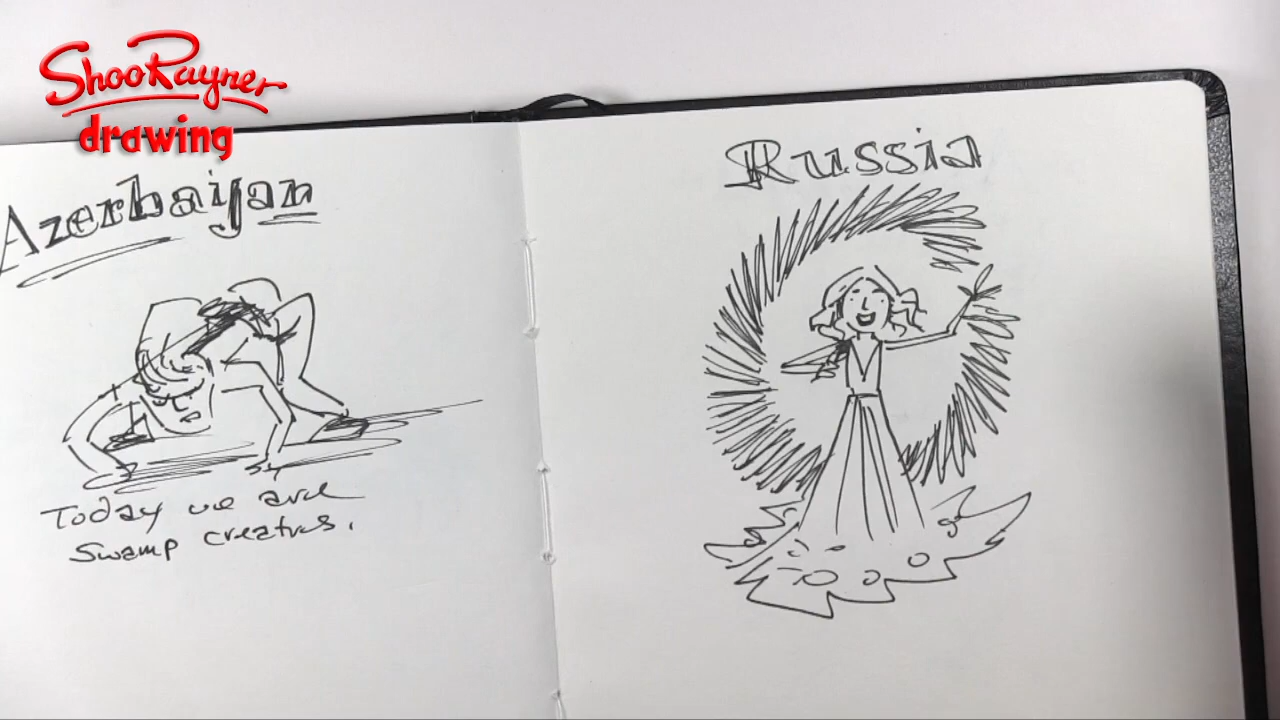 ShooRayner
drawing
Azerbaijan
Russia
Today we are
Swamp creatures.